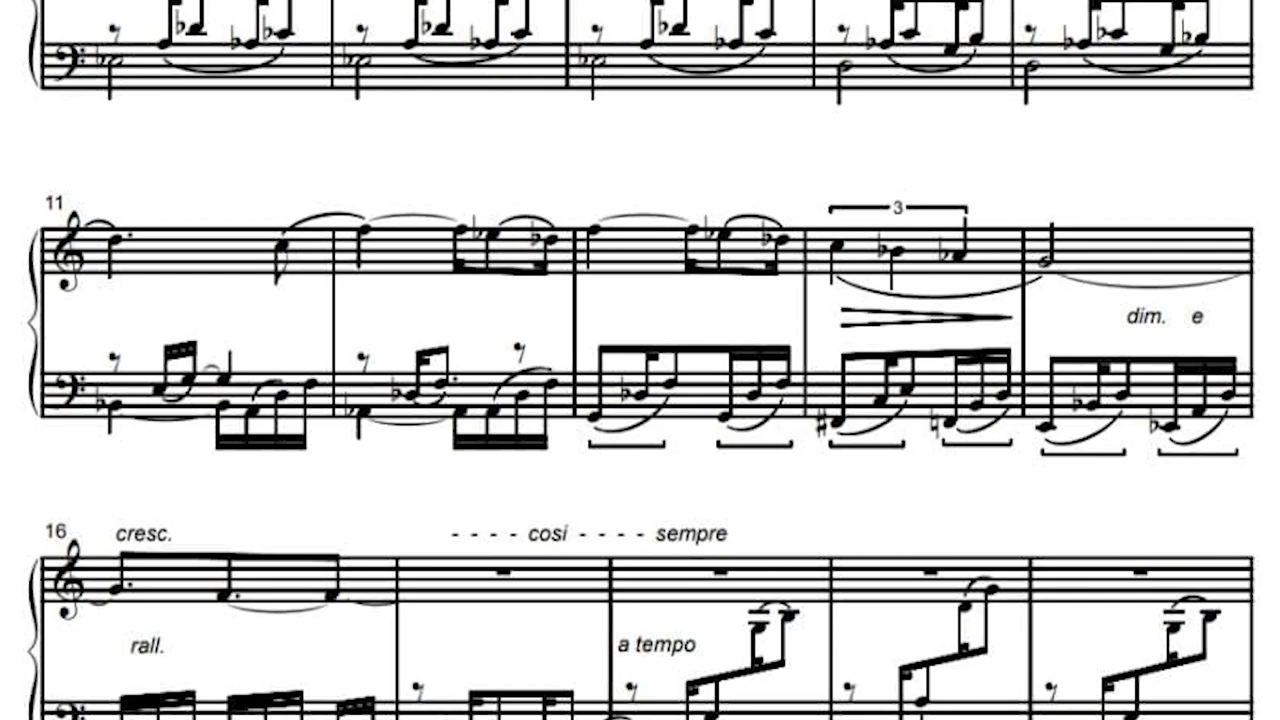 11
3
dim. e
16
cresc. - - - - cosi - - - - sempre
rall. a tempo